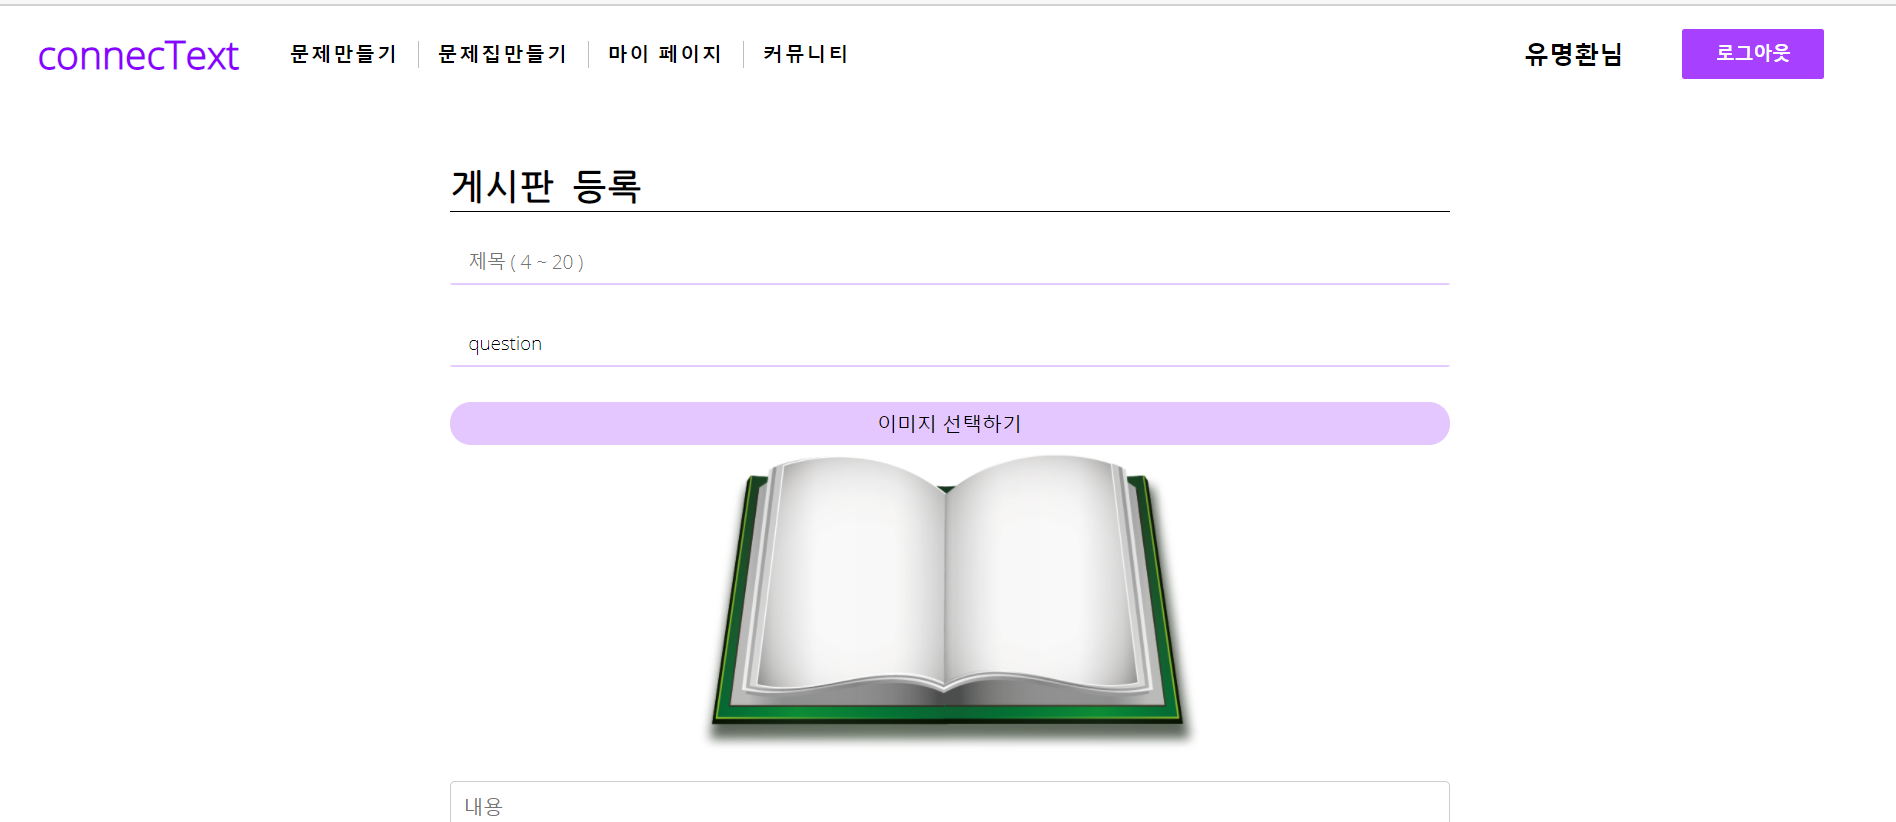 connecText 문제만들기 문제집만들기 마이 페이지 커뮤니티 유명환님 로그아웃
게시판 등록
제목 ( 4 ~ 20 )
question
이미지 선택하기
내용